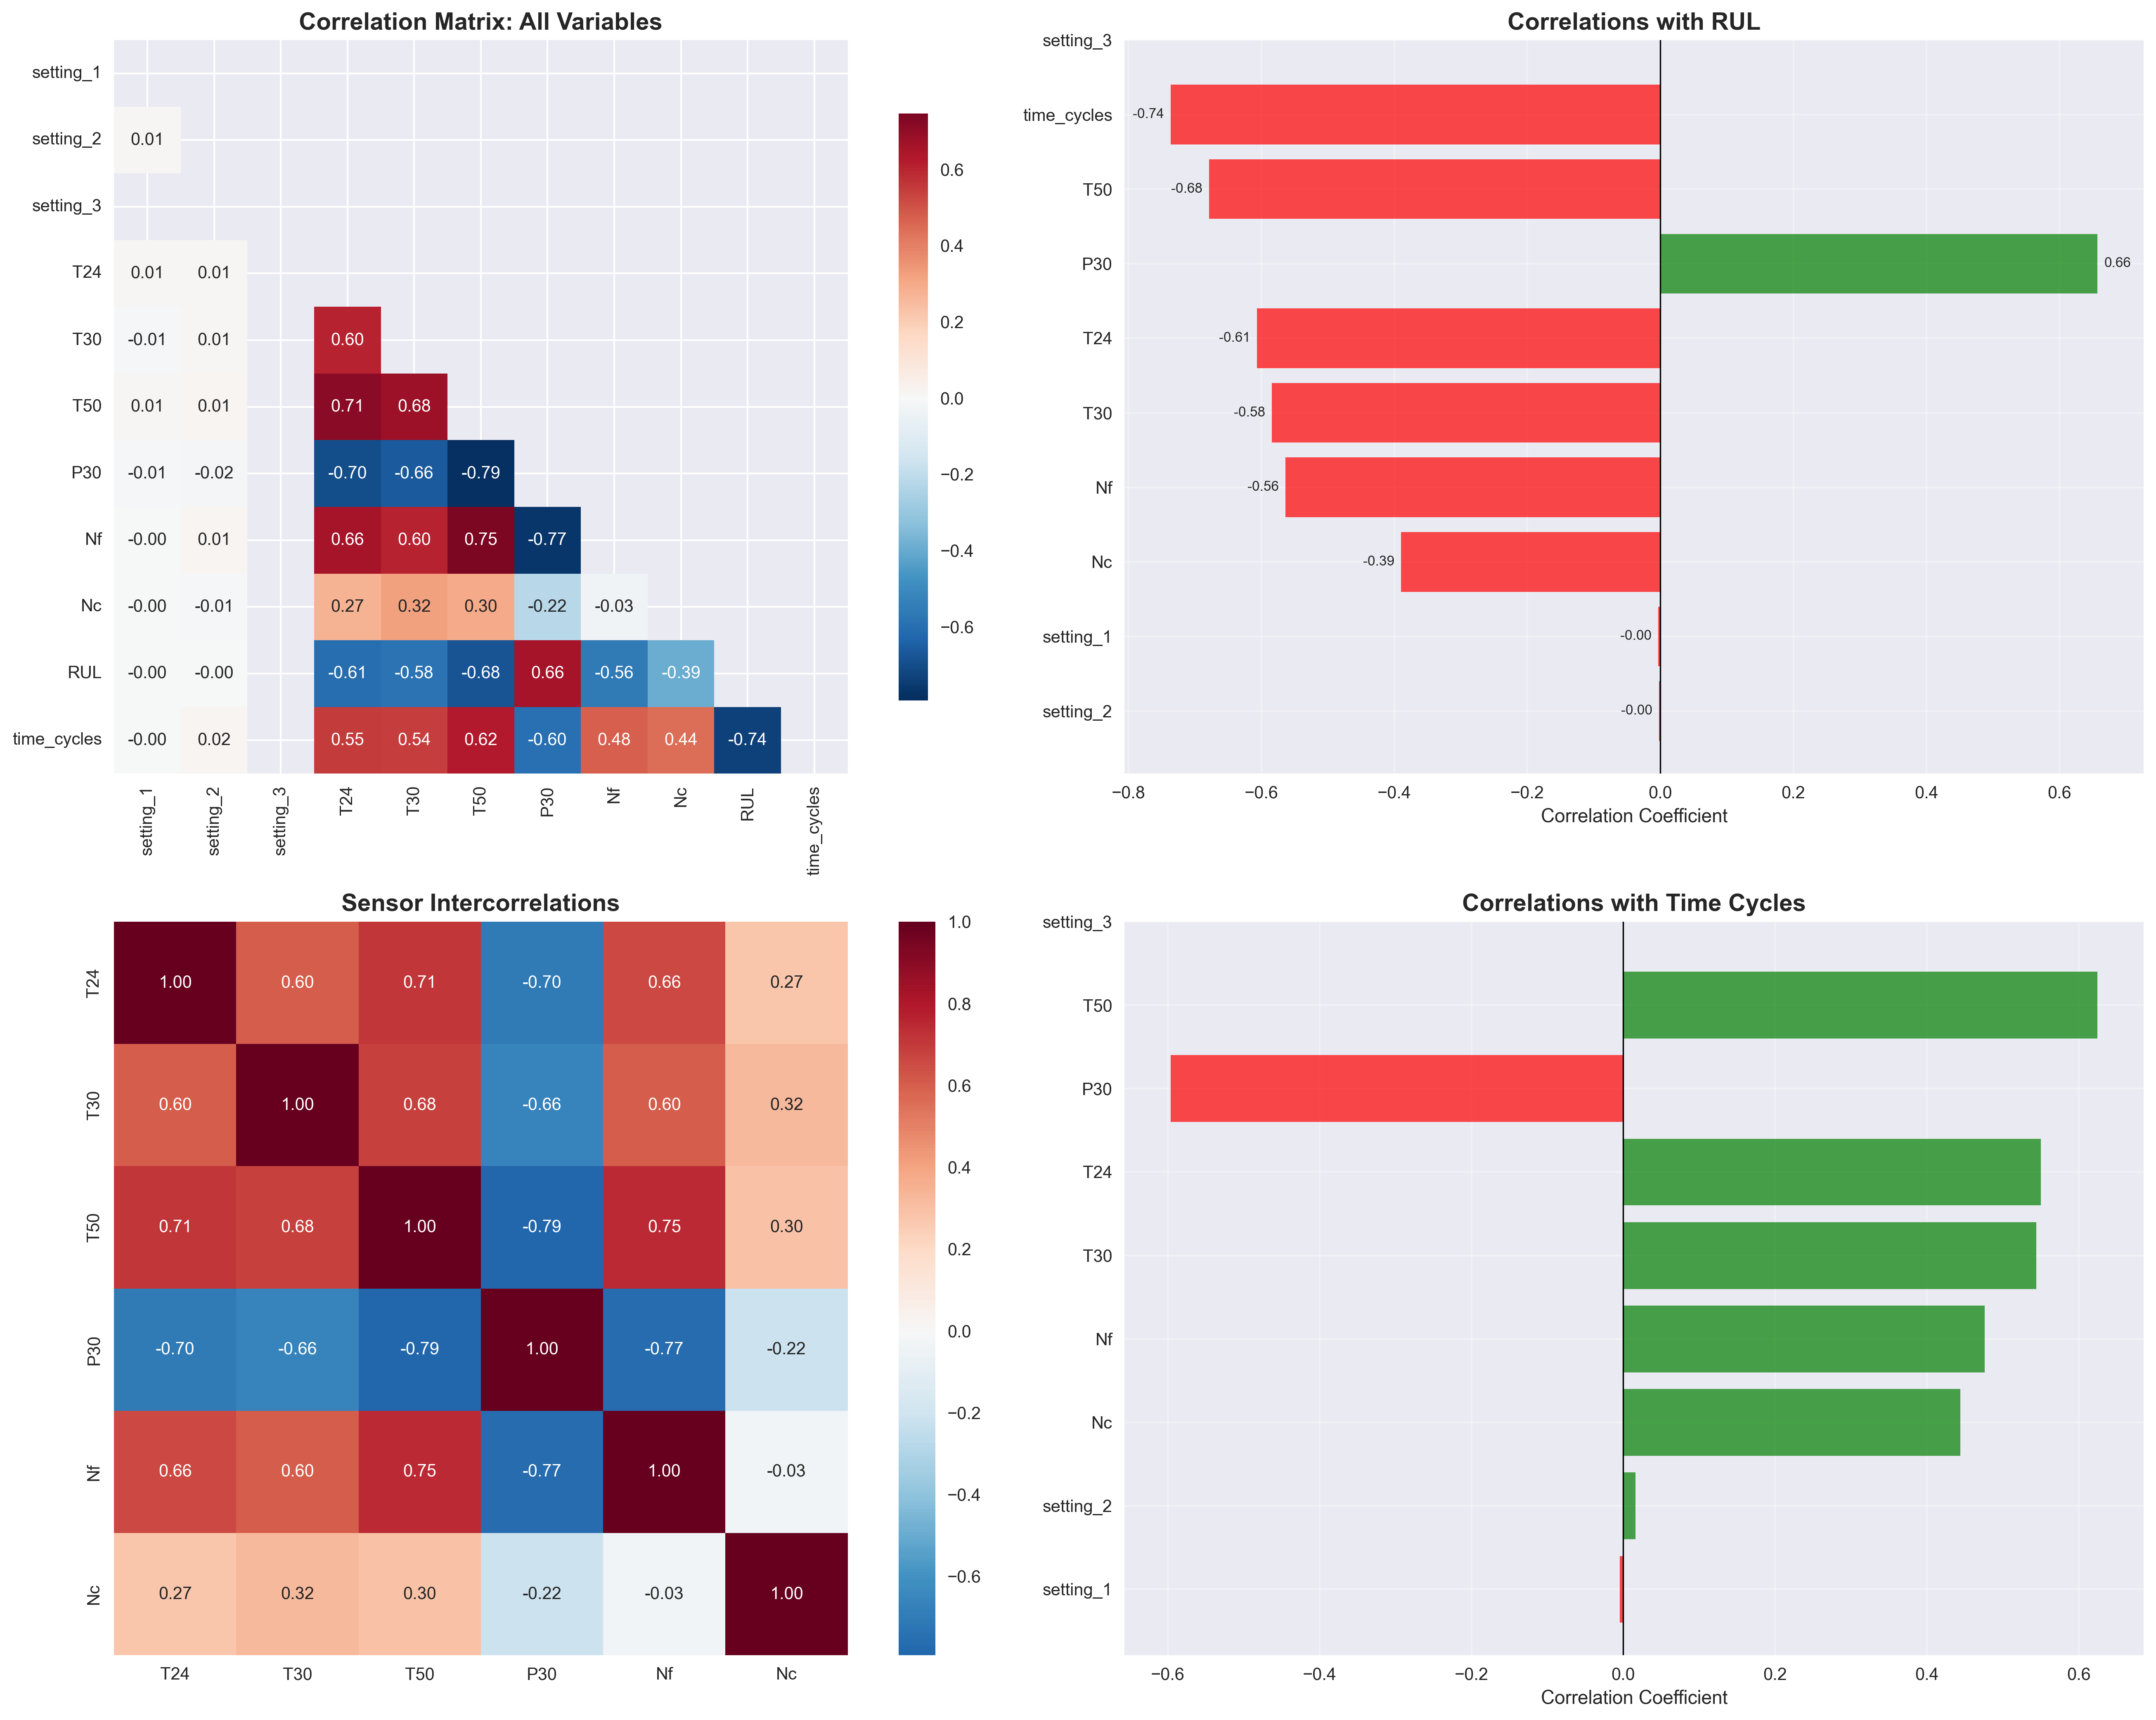 Correlation Matrix: All Variables
setting_1
setting_2 0.01
setting_3
T24 0.01 0.01
T30 -0.01 0.01 0.60
T50 0.01 0.01 0.71 0.68
P30 -0.01 -0.02 -0.70 -0.66 -0.79
Nf -0.00 0.01 0.66 0.60 0.75 -0.77
Nc -0.00 -0.01 0.27 0.32 0.30 -0.22 -0.03
RUL -0.00 -0.00 -0.61 -0.58 -0.68 0.66 -0.56 -0.39
time_cycles -0.00 0.02 0.55 0.54 0.62 -0.60 0.48 0.44 -0.74
setting_1 setting_2 setting_3 T24 T30 T50 P30 Nf Nc RUL time_cycles
0.6
0.4
0.2
0.0
−0.2
−0.4
−0.6
Correlations with RUL
setting_3
time_cycles -0.74
T50 -0.68
P30 0.66
T24 -0.61
T30 -0.58
Nf -0.56
Nc -0.39
setting_1 -0.00
setting_2 -0.00
−0.8 −0.6 −0.4 −0.2 0.0 0.2 0.4 0.6
Correlation Coefficient
Sensor Intercorrelations
T24 1.00 0.60 0.71 -0.70 0.66 0.27
T30 0.60 1.00 0.68 -0.66 0.60 0.32
T50 0.71 0.68 1.00 -0.79 0.75 0.30
P30 -0.70 -0.66 -0.79 1.00 -0.77 -0.22
Nf 0.66 0.60 0.75 -0.77 1.00 -0.03
Nc 0.27 0.32 0.30 -0.22 -0.03 1.00
T24 T30 T50 P30 Nf Nc
1.0
0.8
0.6
0.4
0.2
0.0
−0.2
−0.4
−0.6
Correlations with Time Cycles
setting_3
T50
P30
T24
T30
Nf
Nc
setting_2
setting_1
−0.6 −0.4 −0.2 0.0 0.2 0.4 0.6
Correlation Coefficient